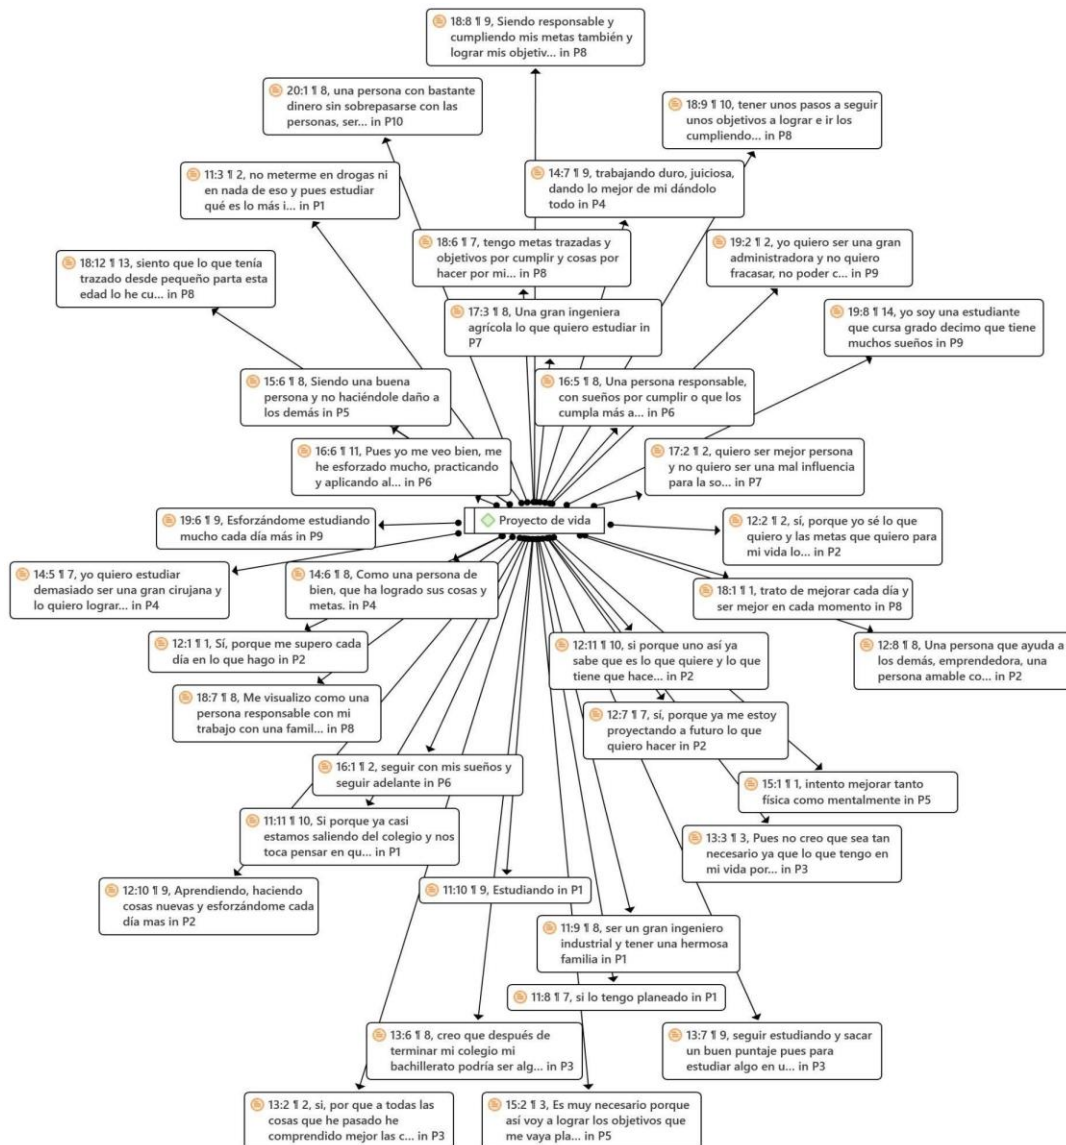 18:8 ¶ 9, Siendo responsable y
cumpliendo mis metas también y
lograr mis objetiv... in P8
20:1 ¶ 8, una persona con bastante
dinero sin sobrepasarse con las
personas, ser... in P10
18:9 ¶ 10, tener unos pasos a seguir
unos objetivos a lograr e ir los
cumpliendo... in P8
11:3 ¶ 2, no meterme en drogas ni
en nada de eso y pues estudiar
qué es lo más i... in P1
14:7 ¶ 9, trabajando duro, juiciosa,
dando lo mejor de mi dándolo
todo in P4
18:6 ¶ 7, tengo metas trazadas y
objetivos por cumplir y cosas por
hacer por mi... in P8
19:2 ¶ 2, yo quiero ser una gran
administradora y no quiero
fracasar, no poder c... in P9
18:12 ¶ 13, siento que lo que tenía
trazado desde pequeño parta esta
edad lo he cu... in P8
17:3 ¶ 8, Una gran ingeniera
agrícola lo que quiero estudiar in
P7
19:8 ¶ 14, yo soy una estudiante
que cursa grado decimo que tiene
muchos sueños in P9
15:6 ¶ 8, Siendo una buena
persona y no haciéndole daño a
los demás in P5
16:5 ¶ 8, Una persona responsable,
con sueños por cumplir o que los
cumpla más a... in P6
16:6 ¶ 11, Pues yo me veo bien, me
he esforzado mucho, practicando
y aplicando al... in P6
17:2 ¶ 2, quiero ser mejor persona
y no quiero ser una mal influencia
para la so... in P7
19:6 ¶ 9, Esforzándome estudiando
mucho cada día más in P9
Proyecto de vida
12:2 ¶ 2, sí, porque yo sé lo que
quiero y las metas que quiero para
mi vida lo... in P2
14:5 ¶ 7, yo quiero estudiar
demasiado ser una gran cirujana y
lo quiero lograr... in P4
14:6 ¶ 8, Como una persona de
bien, que ha logrado sus cosas y
metas. in P4
18:1 ¶ 1, trato de mejorar cada día y
ser mejor en cada momento in P8
12:1 ¶ 1, Sí, porque me supero cada
día en lo que hago in P2
12:11 ¶ 10, si porque uno así ya
sabe que es lo que quiere y lo que
tiene que hace... in P2
12:8 ¶ 8, Una persona que ayuda a
los demás, emprendedora, una
persona amable co... in P2
18:7 ¶ 8, Me visualizo como una
persona responsable con mi
trabajo con una famil... in P8
12:7 ¶ 7, sí, porque ya me estoy
proyectando a futuro lo que
quiero hacer in P2
16:1 ¶ 2, seguir con mis sueños y
seguir adelante in P6
15:1 ¶ 1, intento mejorar tanto
física como mentalmente in P5
11:11 ¶ 10, Si porque ya casi
estamos saliendo del colegio y nos
toca pensar en qu... in P1
13:3 ¶ 3, Pues no creo que sea tan
necesario ya que lo que tengo en
mi vida por... in P3
12:10 ¶ 9, Aprendiendo, haciendo
cosas nuevas y esforzándome cada
día mas in P2
11:10 ¶ 9, Estudiando in P1
11:9 ¶ 8, ser un gran ingeniero
industrial y tener una hermosa
familia in P1
11:8 ¶ 7, si lo tengo planeado in P1
13:6 ¶ 8, creo que después de
terminar mi colegio mi
bachillerato podría ser alg... in P3
13:7 ¶ 9, seguir estudiando y sacar
un buen puntaje pues para
estudiar algo en u... in P3
13:2 ¶ 2, si, por que a todas las
cosas que he pasado he
comprendido mejor las c... in P3
15:2 ¶ 3, Es muy necesario porque
así voy a lograr los objetivos que
me vaya pla... in P5